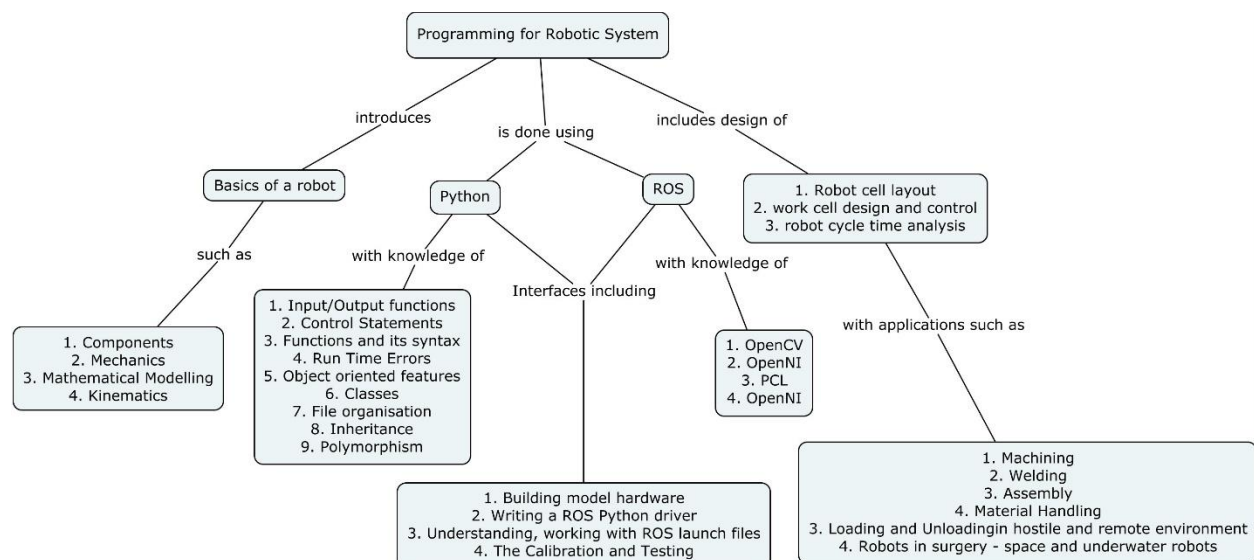 Programming for Robotic System
introduces
is done using
includes design of
Basics of a robot
Python
ROS
1. Robot cell layout
2. work cell design and control
3. robot cycle time analysis
such as
with knowledge of
Interfaces including
with knowledge of
with applications such as
1. Components
2. Mechanics
3. Mathematical Modelling
4. Kinematics
1. Input/Output functions
2. Control Statements
3. Functions and its syntax
4. Run Time Errors
5. Object oriented features
6. Classes
7. File organisation
8. Inheritance
9. Polymorphism
1. OpenCV
2. OpenNI
3. PCL
4. OpenNI
1. Building model hardware
2. Writing a ROS Python driver
3. Understanding, working with ROS launch files
4. The Calibration and Testing
1. Machining
2. Welding
3. Assembly
4. Material Handling
3. Loading and Unloadingin hostile and remote environment
4. Robots in surgery - space and underwater robots